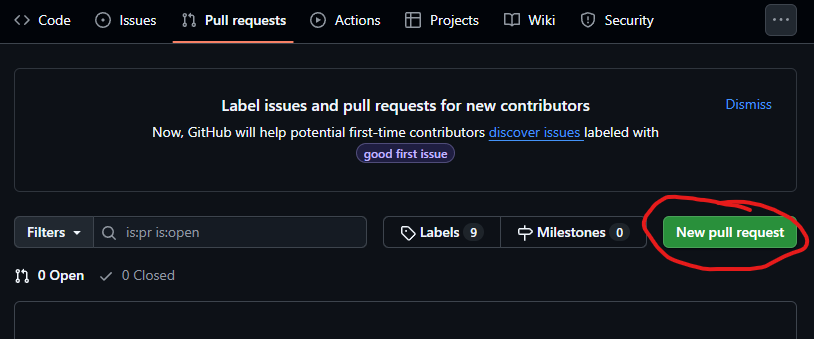 Code Issues Pull requests Actions Projects Wiki Security
Label issues and pull requests for new contributors
Dismiss
Now, GitHub will help potential first-time contributors discover issues labeled with
good first issue
Filters is:pr is:open Labels 9 Milestones 0 New pull request
0 Open 0 Closed